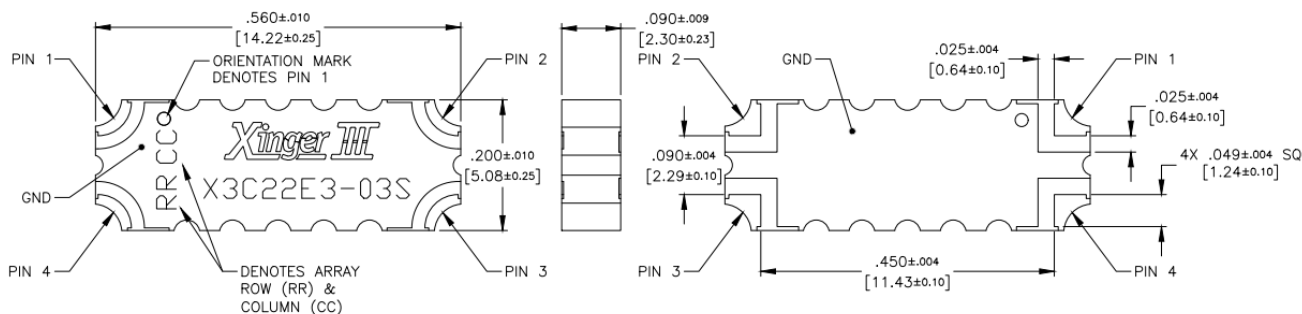 .560±.010
[14.22±0.25]
PIN 1
ORIENTATION MARK
DENOTES PIN 1
PIN 2
RR CC
Xinger III
X3C22E3-03S
.200±.010
[5.08±0.25]
GND
PIN 4
DENOTES ARRAY
ROW (RR) &
COLUMN (CC)
PIN 3
.090±.009
[2.30±0.23]
PIN 2
GND
.025±.004
[0.64±0.10]
PIN 1
.025±.004
[0.64±0.10]
.090±.004
[2.29±0.10]
4X .049±.004 SQ
[1.24±0.10]
PIN 3
.450±.004
[11.43±0.10]
PIN 4